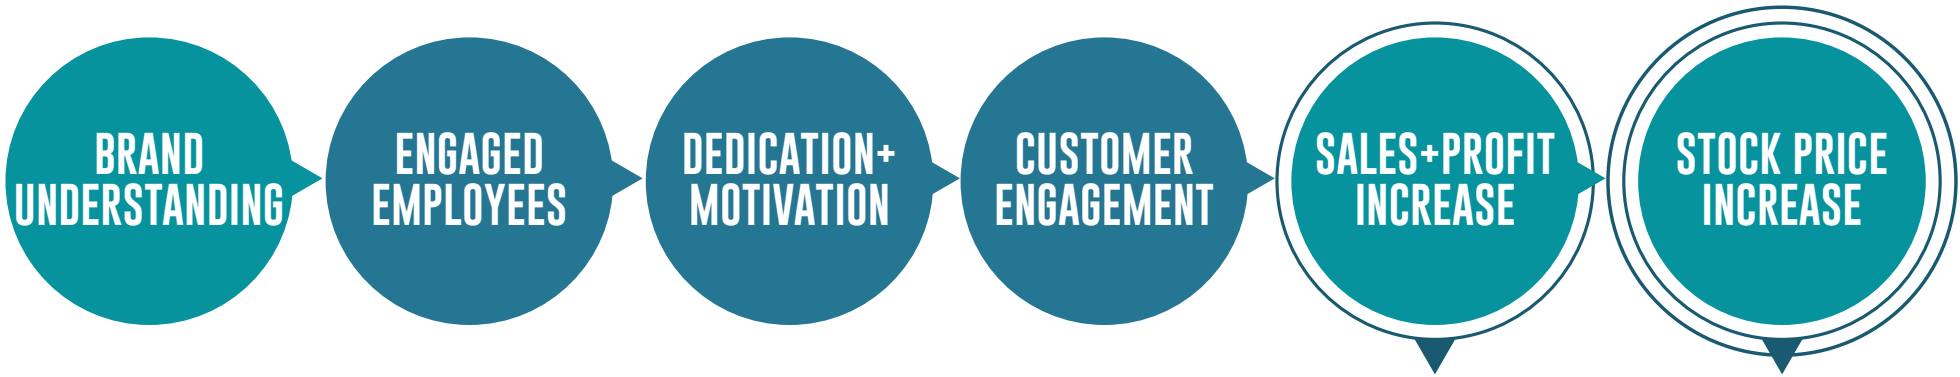 BRAND
UNDERSTANDING
ENGAGED
EMPLOYEES
DEDICATION+
MOTIVATION
CUSTOMER
ENGAGEMENT
SALES+PROFIT
INCREASE
STOCK PRICE
INCREASE